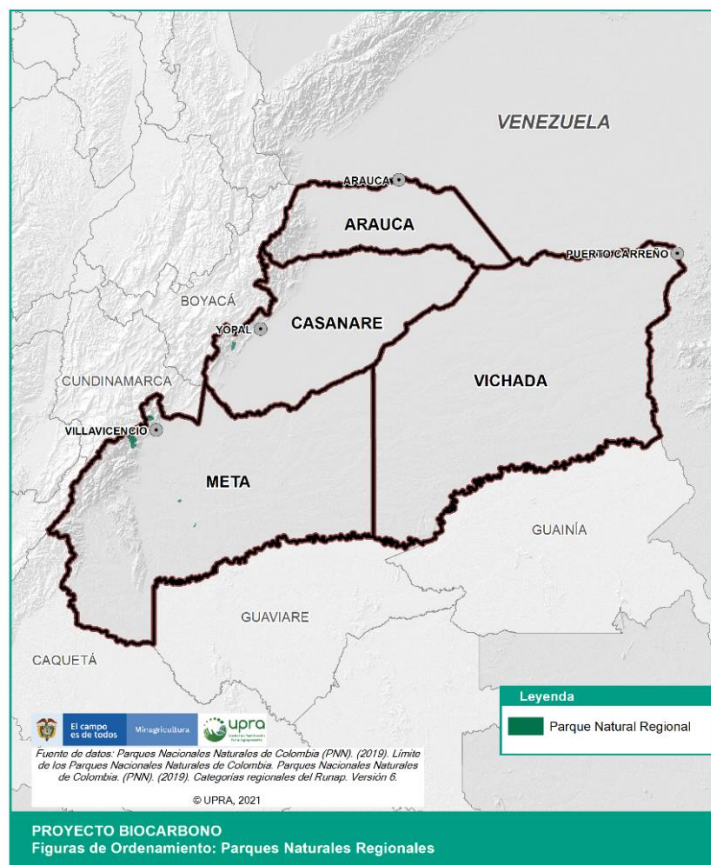 VENEZUELA
ARAUCA
ARAUCA
PUERTO CARREÑO
BOYACÁ
CASANARE
YOPAL
VICHADA
CUNDINAMARCA
VILLAVICENCIO
META
GUAINÍA
GUAVIARE
CAQUETÁ
Leyenda
Parque Natural Regional
El campo
es de todos
Minagricultura
upra
Fuente de datos: Parques Nacionales Naturales de Colombia (PNN). (2019). Límite
de los Parques Nacionales Naturales de Colombia. Parques Nacionales Naturales
de Colombia. (PNN). (2019). Categorías regionales del Runap. Versión 6.
© UPRA, 2021
PROYECTO BIOCARBONO
Figuras de Ordenamiento: Parques Naturales Regionales